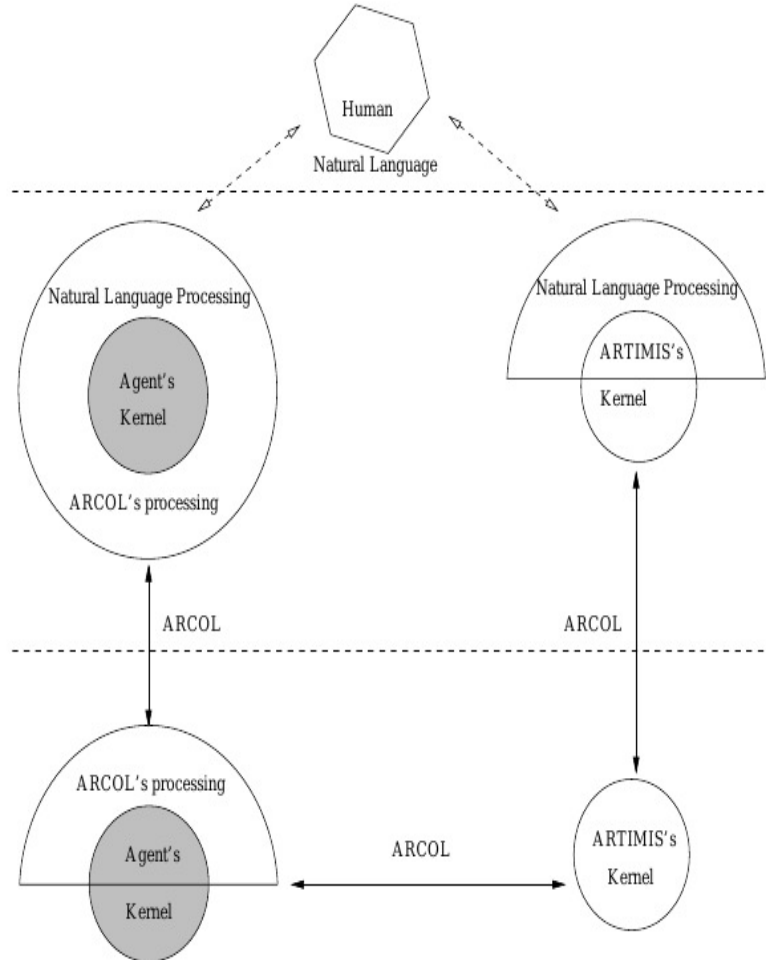 Human
Natural Language
Natural Language Processing
Agent's
Kernel
ARCOL's processing
Natural Language Processing
ARTIMIS's
Kernel
ARCOL
ARCOL
ARCOL's processing
Agent's
Kernel
ARCOL
ARTIMIS's
Kernel